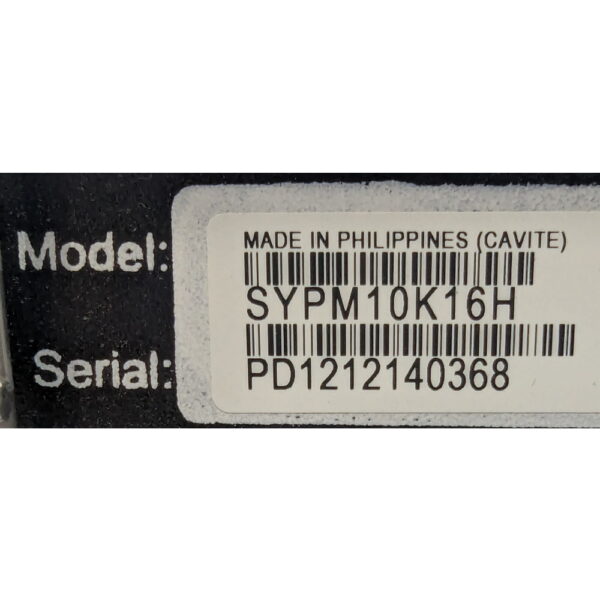 MADE IN PHILIPPINES (CAVITE)
Model: SYPM10K16H
Serial: PD1212140368